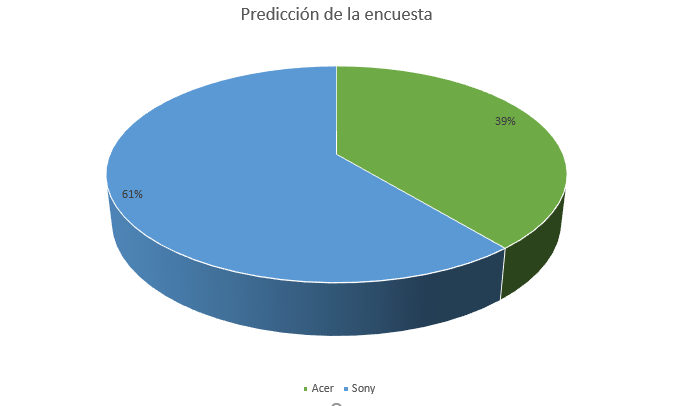 Predicción de la encuesta
39%
61%
Acer Sony